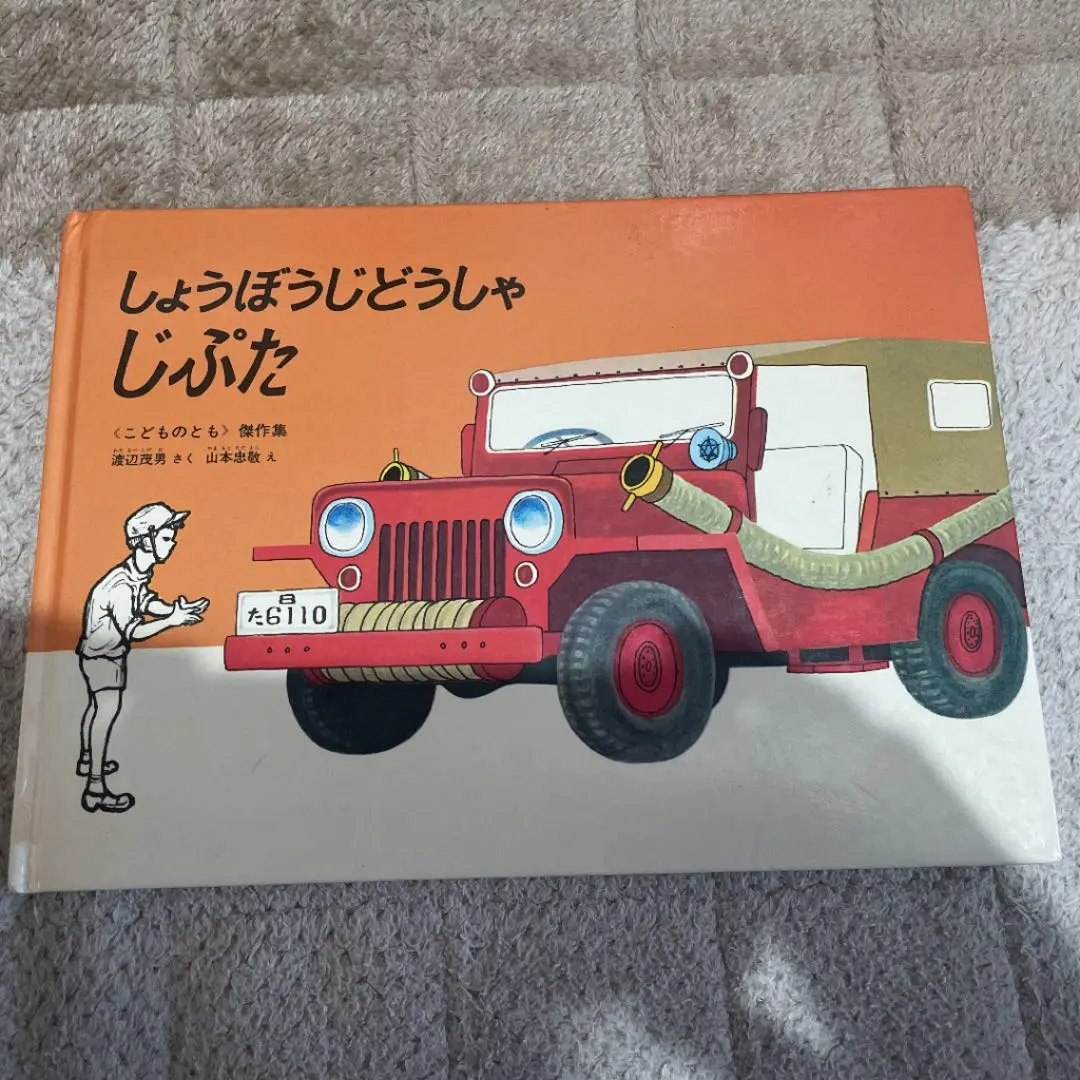 しょうぼうじどうしゃ
じぷた
《こどものとも》傑作集
渡辺茂男 さく 山本忠敬 え
た6110